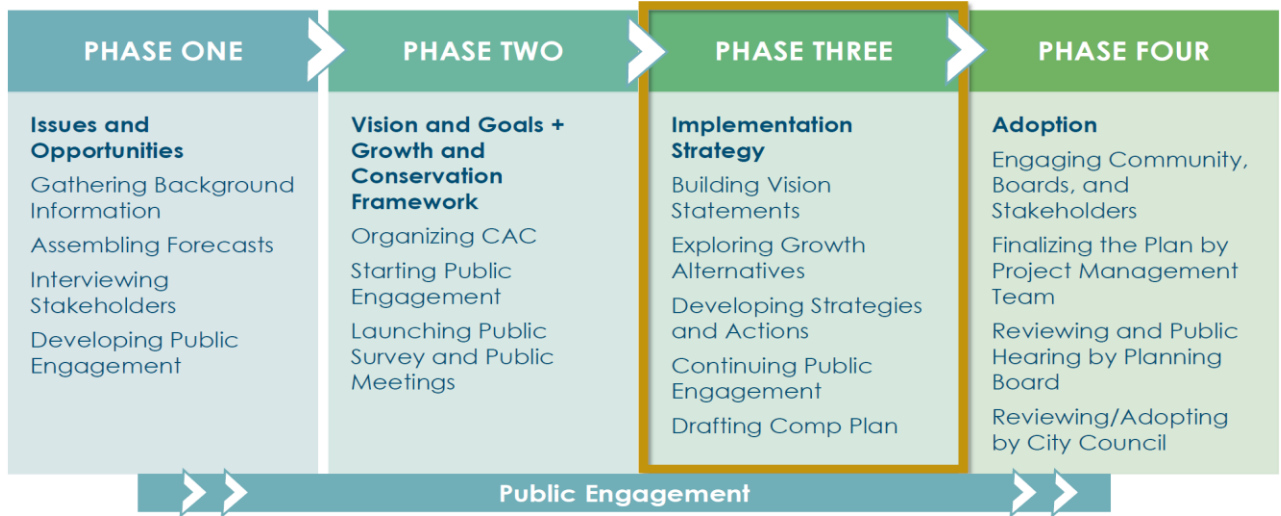 PHASE ONE
Issues and
Opportunities
Gathering Background
Information
Assembling Forecasts
Interviewing
Stakeholders
Developing Public
Engagement
PHASE TWO
Vision and Goals +
Growth and
Conservation
Framework
Organizing CAC
Starting Public
Engagement
Launching Public
Survey and Public
Meetings
PHASE THREE
Implementation
Strategy
Building Vision
Statements
Exploring Growth
Alternatives
Developing Strategies
and Actions
Continuing Public
Engagement
Drafting Comp Plan
PHASE FOUR
Adoption
Engaging Community,
Boards, and
Stakeholders
Finalizing the Plan by
Project Management
Team
Reviewing and Public
Hearing by Planning
Board
Reviewing/Adopting
by City Council
Public Engagement